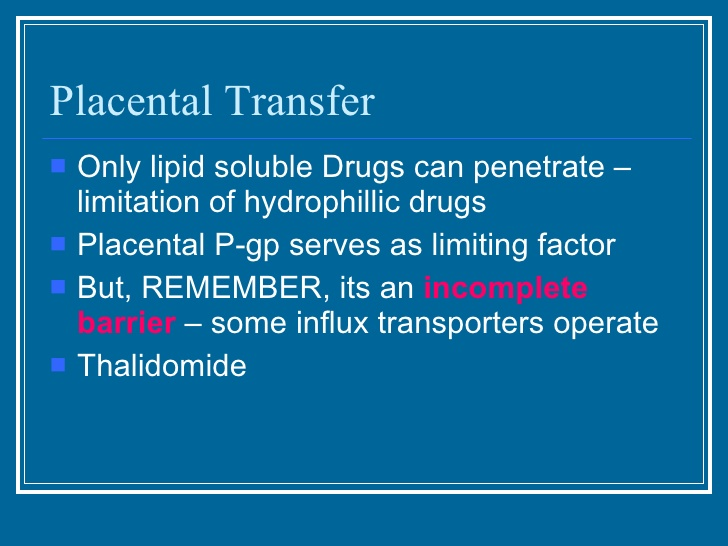 Placental Transfer
Only lipid soluble Drugs can penetrate –
limitation of hydrophillic drugs
Placental P-gp serves as limiting factor
But, REMEMBER, its an incomplete
barrier – some influx transporters operate
Thalidomide